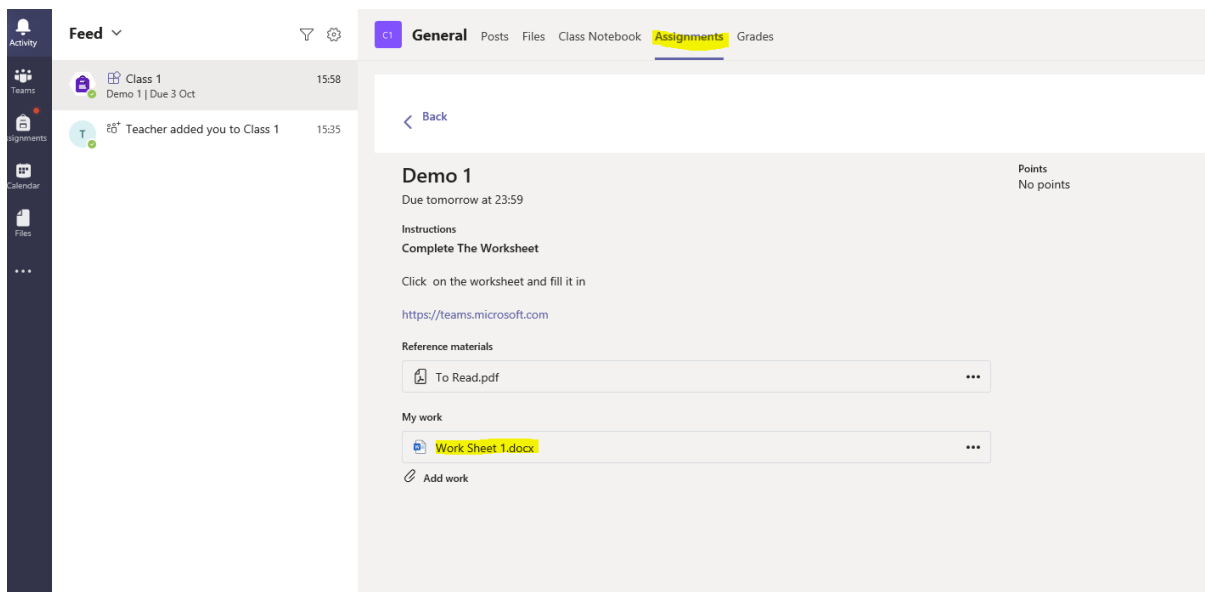 Activity
Teams
ssignments
Calendar
Files
Feed
Class 1 15:58
Demo 1 | Due 3 Oct
T Teacher added you to Class 1 15:35
C1 General Posts Files Class Notebook Assignments Grades
Back
Demo 1
Due tomorrow at 23:59
Instructions
Complete The Worksheet
Click on the worksheet and fill it in
https://teams.microsoft.com
Reference materials
To Read.pdf
My work
Work Sheet 1.docx
Add work
Points
No points